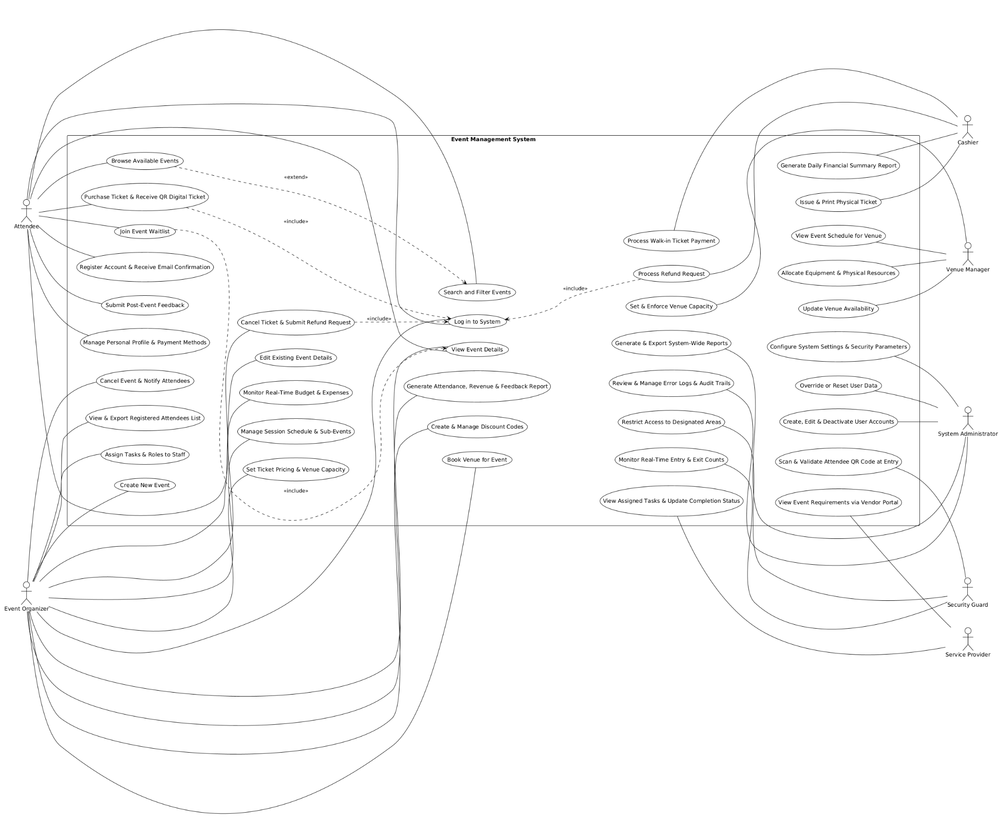 Event Management System
Attendee
Event Organizer
Browse Available Events
Purchase Ticket & Receive QR Digital Ticket
Join Event Waitlist
Register Account & Receive Email Confirmation
Submit Post-Event Feedback
Manage Personal Profile & Payment Methods
Cancel Event & Notify Attendees
View & Export Registered Attendees List
Assign Tasks & Roles to Staff
Create New Event
«extend»
«include»
Cancel Ticket & Submit Refund Request
«include»
Edit Existing Event Details
Monitor Real-Time Budget & Expenses
Manage Session Schedule & Sub-Events
Set Ticket Pricing & Venue Capacity
«include»
Search and Filter Events
Log in to System
View Event Details
Generate Attendance, Revenue & Feedback Report
Create & Manage Discount Codes
Book Venue for Event
«include»
Process Walk-in Ticket Payment
Process Refund Request
Set & Enforce Venue Capacity
Generate & Export System-Wide Reports
Review & Manage Error Logs & Audit Trails
Restrict Access to Designated Areas
Monitor Real-Time Entry & Exit Counts
View Assigned Tasks & Update Completion Status
Generate Daily Financial Summary Report
Issue & Print Physical Ticket
View Event Schedule for Venue
Allocate Equipment & Physical Resources
Update Venue Availability
Configure System Settings & Security Parameters
Override or Reset User Data
Create, Edit & Deactivate User Accounts
Scan & Validate Attendee QR Code at Entry
View Event Requirements via Vendor Portal
Cashier
Venue Manager
System Administrator
Security Guard
Service Provider